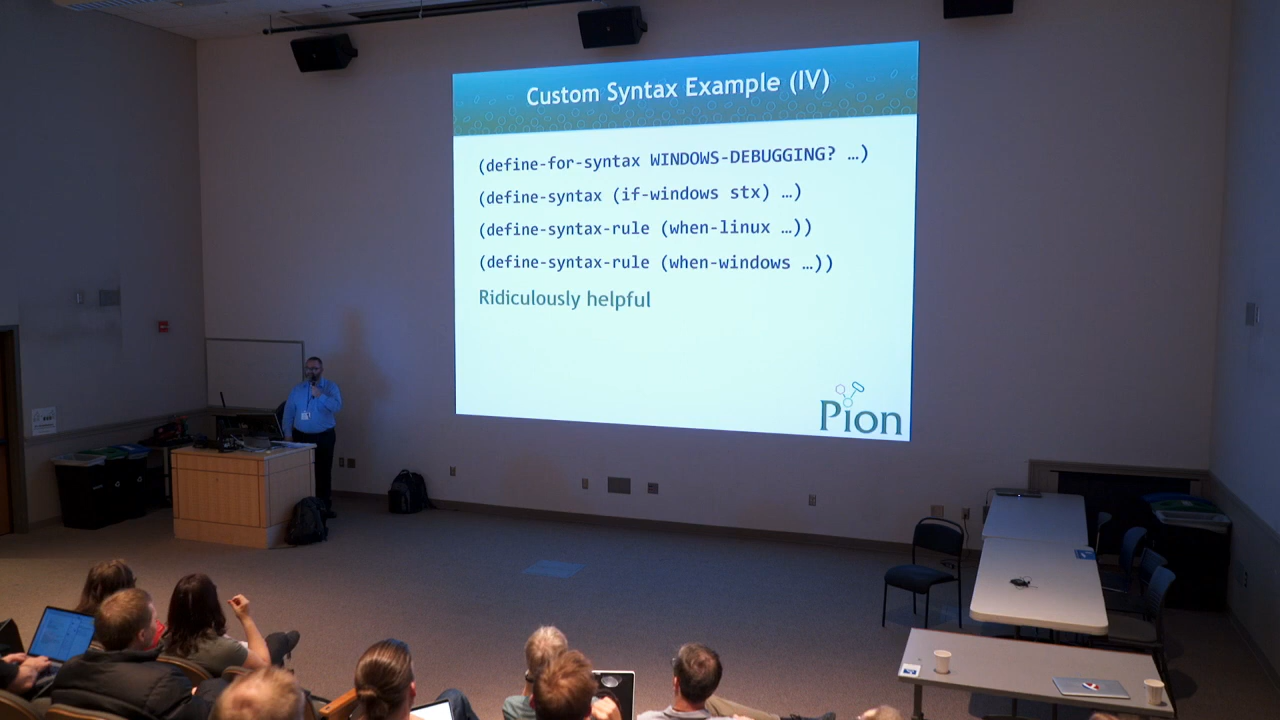 Custom Syntax Example (IV)
(define-for-syntax WINDOWS-DEBUGGING? …)
(define-syntax (if-windows stx) …)
(define-syntax-rule (when-linux …))
(define-syntax-rule (when-windows …))
Ridiculously helpful
Pion